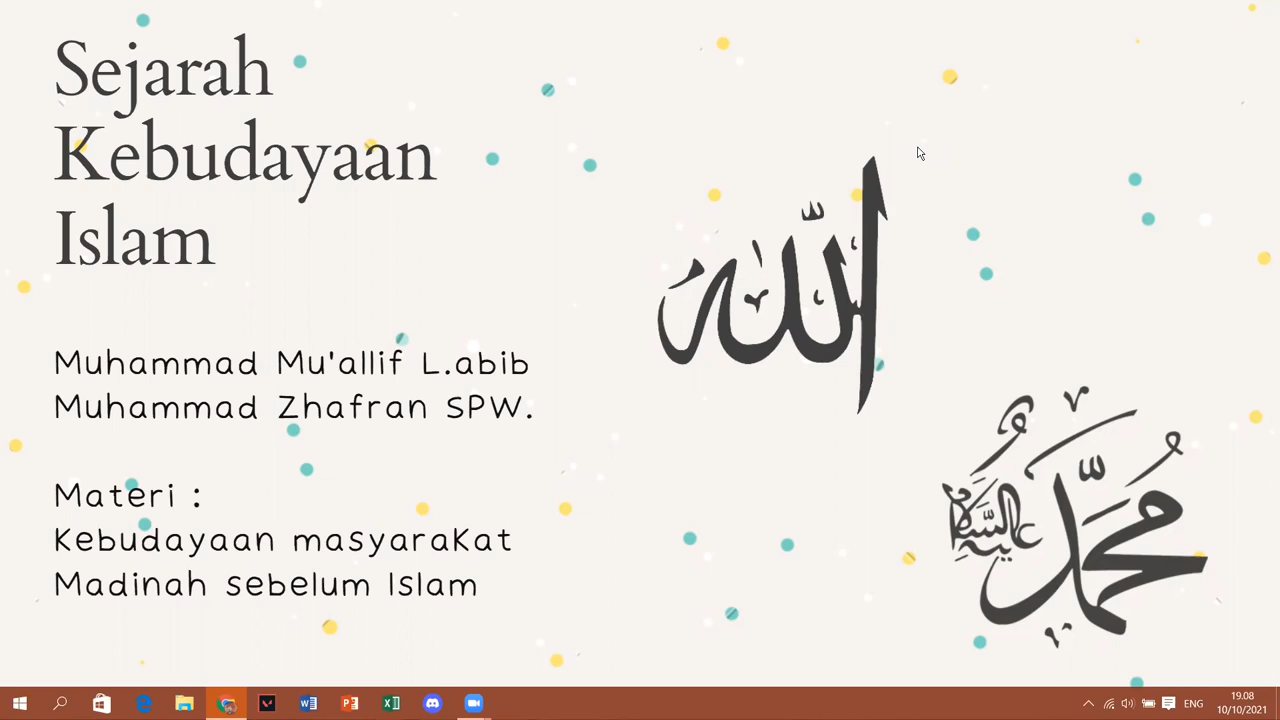 Sejarah
Kebudayaan
Islam
Muhammad Mu'allif L.abib
Muhammad Zhafran SPW.
Materi :
Kebudayaan masyarakat
Madinah sebelum Islam
الله
محمد
عليه السلام
ENG
19.08
10/10/2021